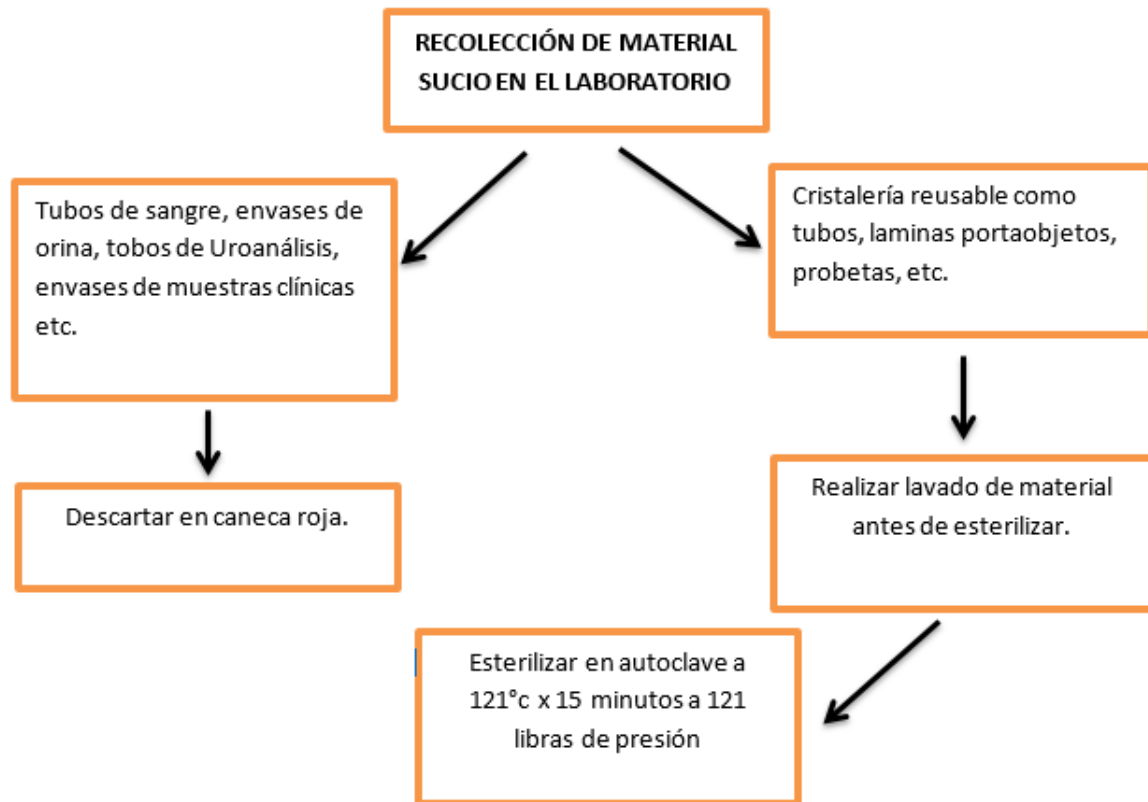 RECOLECCIÓN DE MATERIAL
SUCIO EN EL LABORATORIO
Tubos de sangre, envases de
orina, tobos de Uroanálisis,
envases de muestras clínicas
etc.
Cristalería reusable como
tubos, laminas portaobjetos,
probetas, etc.
Descartar en caneca roja.
Realizar lavado de material
antes de esterilizar.
Esterilizar en autoclave a
121°c x 15 minutos a 121
libras de presión